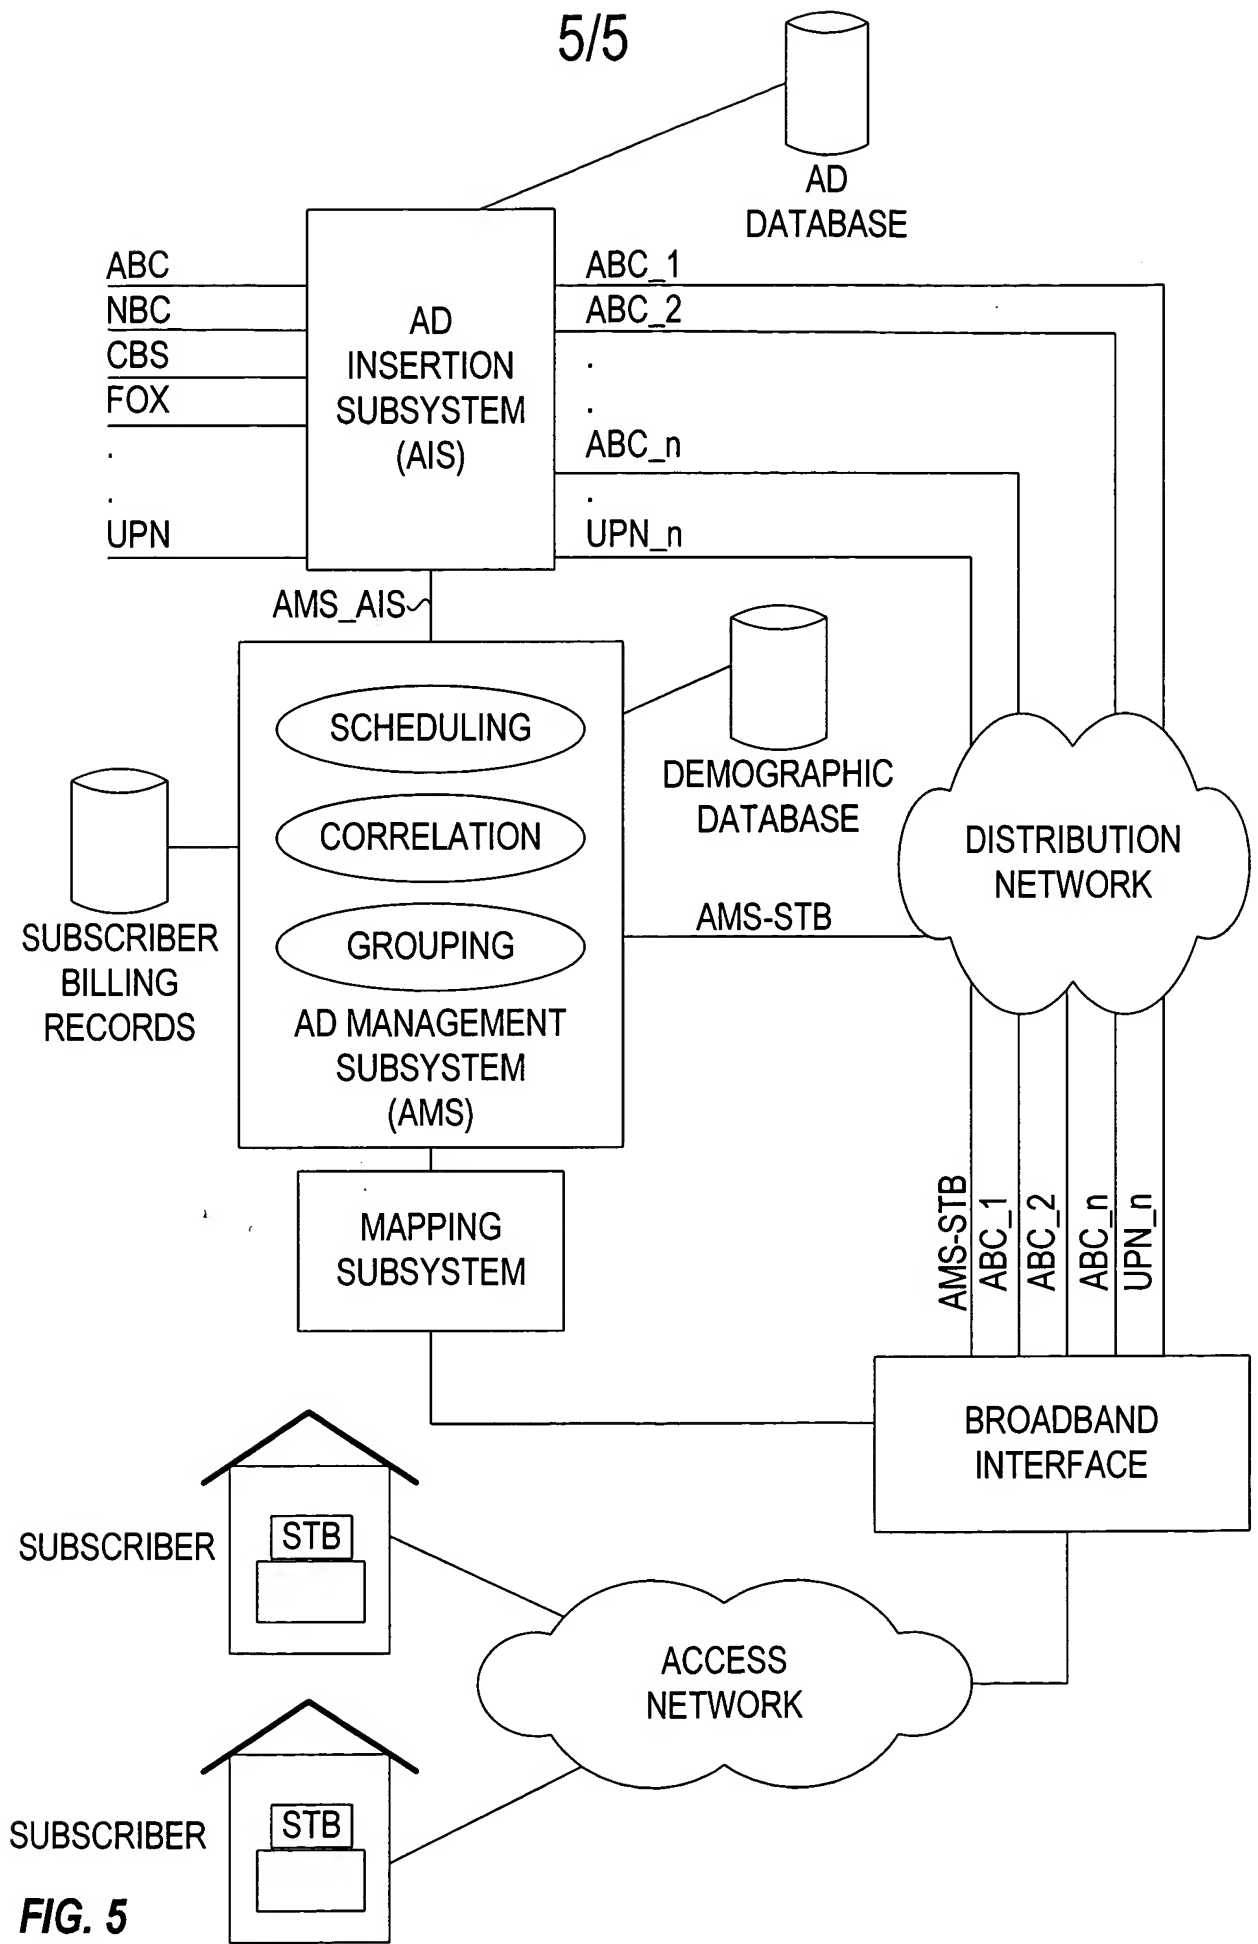 5/5
AD
DATABASE
ABC
NBC
CBS
FOX
.
.
UPN
AD
INSERTION
SUBSYSTEM
(AIS)
ABC_1
ABC_2
.
.
ABC_n
.
UPN_n
AMS_AIS
SCHEDULING
CORRELATION
GROUPING
AD MANAGEMENT
SUBSYSTEM
(AMS)
DEMOGRAPHIC
DATABASE
SUBSCRIBER
BILLING
RECORDS
AMS-STB
DISTRIBUTION
NETWORK
MAPPING
SUBSYSTEM
AMS-STB
ABC_1
ABC_2
ABC_n
UPN_n
BROADBAND
INTERFACE
SUBSCRIBER
STB
ACCESS
NETWORK
SUBSCRIBER
STB
FIG. 5